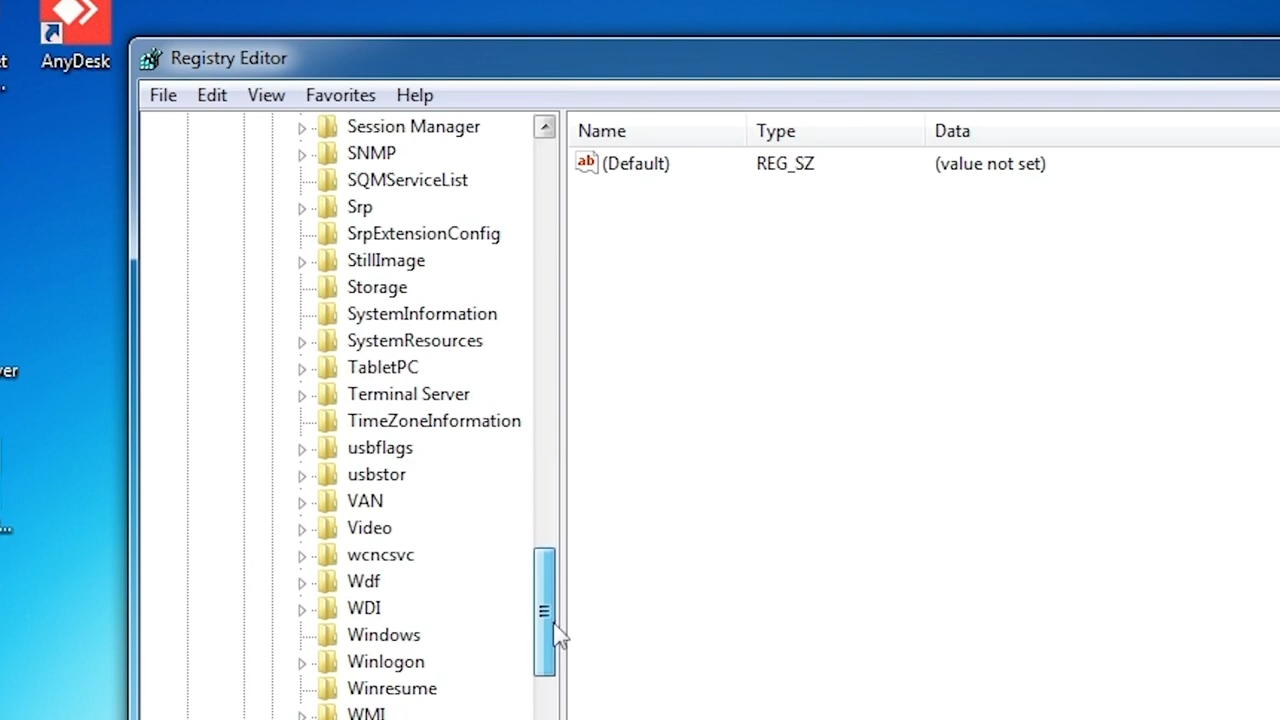 et
AnyDesk
..
Registry Editor
File Edit View Favorites Help
Session Manager
SNMP
SQMServiceList
Srp
SrpExtensionConfig
StillImage
Storage
SystemInformation
SystemResources
TabletPC
Terminal Server
TimeZoneInformation
usbflags
usbstor
VAN
Video
wcncsvc
Wdf
WDI
Windows
Winlogon
Winresume
WMI
Name Type Data
ab (Default) REG_SZ (value not set)
ver
...